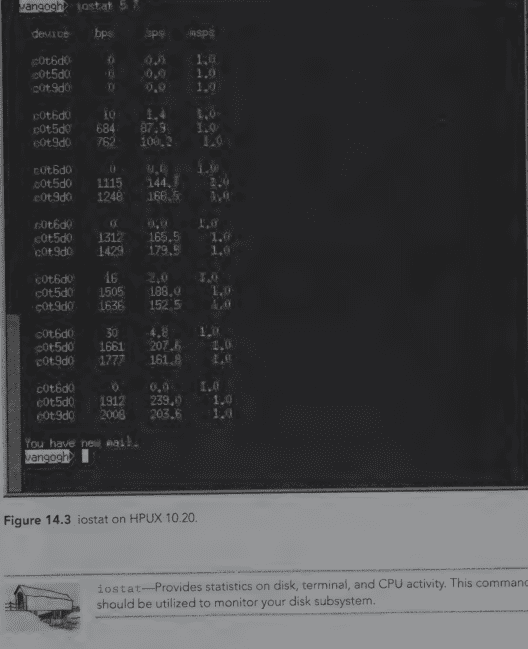 vangogh> iostat 5 7
device bps sps msps
c0t6d0 0 0.0 1.0
c0t5d0 0 0.0 1.0
c0t9d0 0 0.0 1.0
c0t6d0 10 1.4 1.0
c0t5d0 684 87.9 1.0
c0t9d0 762 100.2 1.0
c0t6d0 0 0.0 1.0
c0t5d0 1115 1.0
c0t9d0 1248 168.5 1.0
c0t6d0 0 0.0 1.0
c0t5d0 1312 165.5 1.0
c0t9d0 1429 179.5 1.0
c0t6d0 16 2.0 1.0
c0t5d0 1505 188.0 1.0
c0t9d0 1636 152.5 1.0
c0t6d0 30 4.8 1.0
c0t5d0 1661 207.6 1.0
c0t9d0 1777 161.8 1.0
c0t6d0 0 0.0 1.0
c0t5d0 1912 239.0 1.0
c0t9d0 2008 203.6 1.0
You have new mail.
vangogh>
Figure 14.3 iostat on HPUX 10.20.
iostat—Provides statistics on disk, terminal, and CPU activity. This command
should be utilized to monitor your disk subsystem.